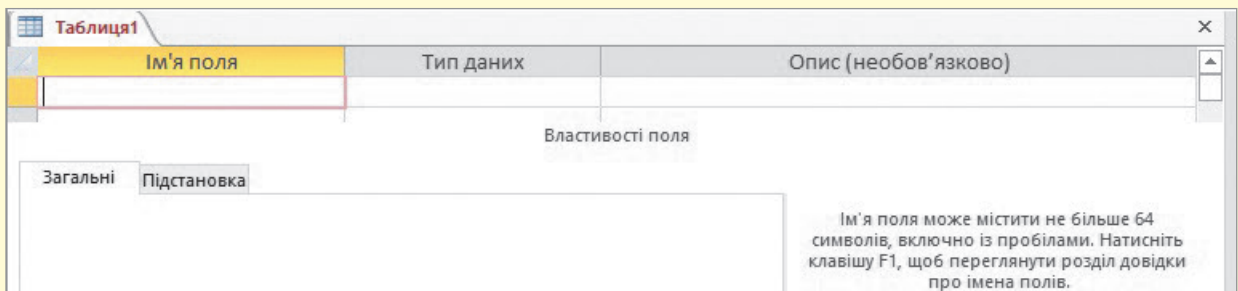 Таблиця1
Ім'я поля Тип даних Опис (необов’язково)
Властивості поля
Загальні Підстановка
Ім'я поля може містити не більше 64
символів, включно із пробілами. Натисніть
клавішу F1, щоб переглянути розділ довідки
про імена полів.